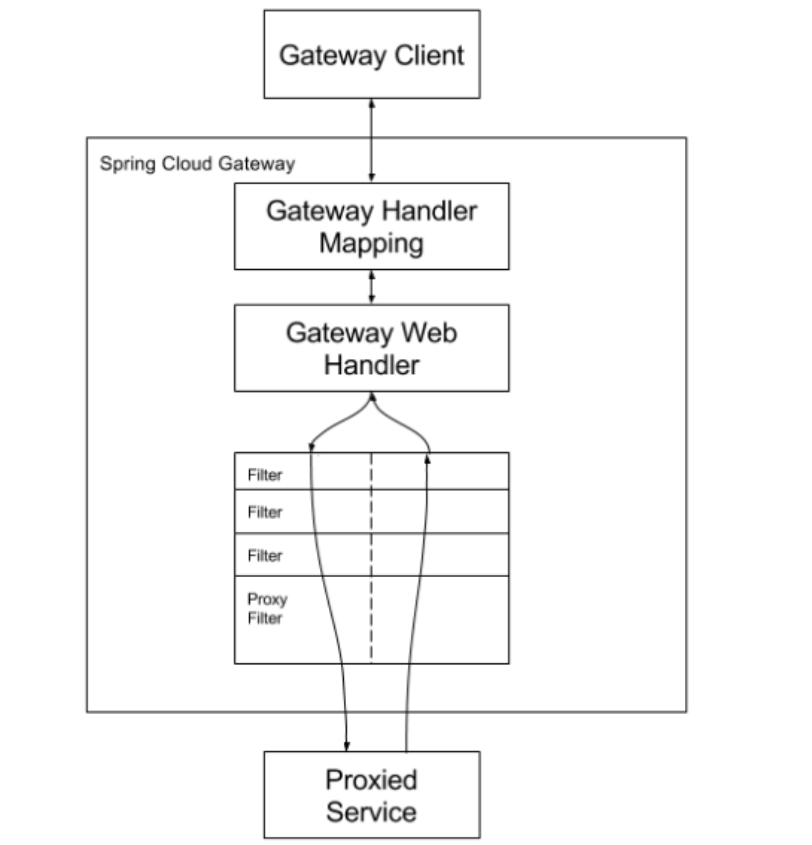 Gateway Client
Spring Cloud Gateway
Gateway Handler
Mapping
Gateway Web
Handler
Filter
Filter
Filter
Proxy
Filter
Proxied
Service